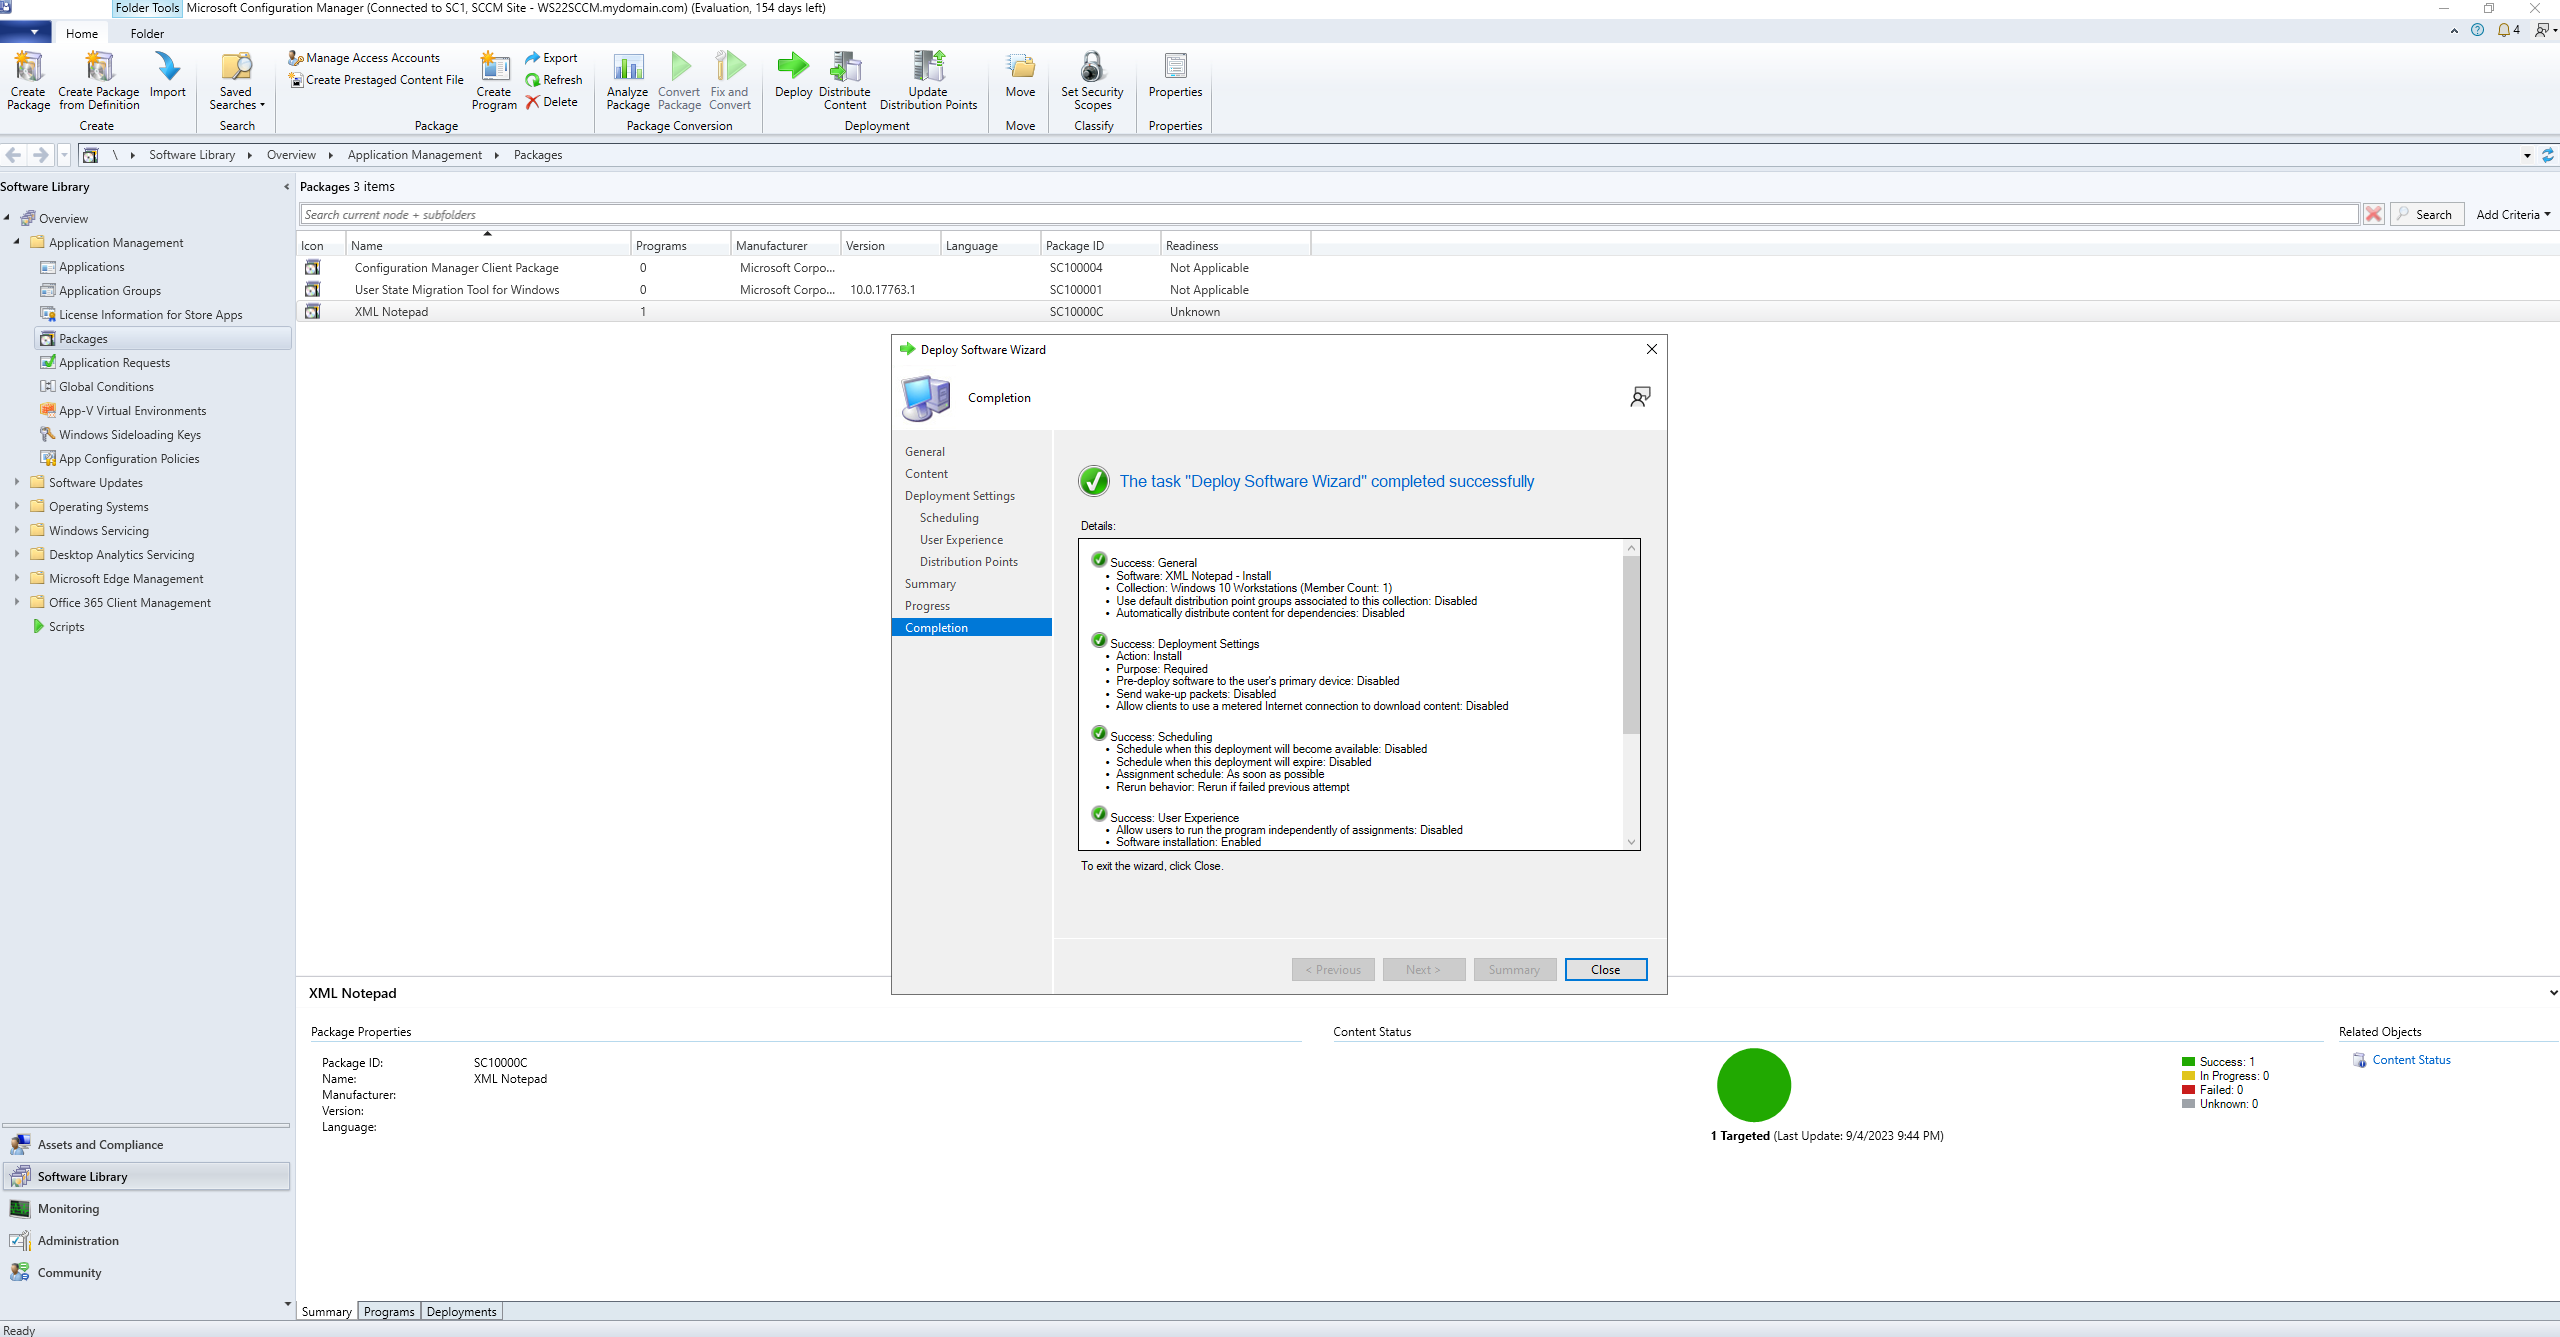 Folder Tools Microsoft Configuration Manager (Connected to SC1, SCCM Site - WS22SCCM.mydomain.com) (Evaluation, 154 days left)
Home Folder
4
Create Package
Create Package from Definition
Import
Create
Saved Searches
Search
Manage Access Accounts
Create Prestaged Content File
Create Program
Export
Refresh
Delete
Package
Analyze Package
Convert Package
Fix and Convert
Package Conversion
Deploy
Distribute Content
Update Distribution Points
Deployment
Move
Move
Set Security Scopes
Classify
Properties
Properties
\ Software Library Overview Application Management Packages
Software Library
Overview
Application Management
Applications
Application Groups
License Information for Store Apps
Packages
Application Requests
Global Conditions
App-V Virtual Environments
Windows Sideloading Keys
App Configuration Policies
Software Updates
Operating Systems
Windows Servicing
Desktop Analytics Servicing
Microsoft Edge Management
Office 365 Client Management
Scripts
Assets and Compliance
Software Library
Monitoring
Administration
Community
Packages 3 items
Search current node + subfolders
Search Add Criteria
Icon Name Programs Manufacturer Version Language Package ID Readiness
Configuration Manager Client Package 0 Microsoft Corpo... SC100004 Not Applicable
User State Migration Tool for Windows 0 Microsoft Corpo... 10.0.17763.1 SC100001 Not Applicable
XML Notepad 1 SC10000C Unknown
Deploy Software Wizard
Completion
General
Content
Deployment Settings
Scheduling
User Experience
Distribution Points
Summary
Progress
Completion
The task "Deploy Software Wizard" completed successfully
Details:
Success: General
• Software: XML Notepad - Install
• Collection: Windows 10 Workstations (Member Count: 1)
• Use default distribution point groups associated to this collection: Disabled
• Automatically distribute content for dependencies: Disabled
Success: Deployment Settings
• Action: Install
• Purpose: Required
• Pre-deploy software to the user's primary device: Disabled
• Send wake-up packets: Disabled
• Allow clients to use a metered Internet connection to download content: Disabled
Success: Scheduling
• Schedule when this deployment will become available: Disabled
• Schedule when this deployment will expire: Disabled
• Assignment schedule: As soon as possible
• Rerun behavior: Rerun if failed previous attempt
Success: User Experience
• Allow users to run the program independently of assignments: Disabled
• Software installation: Enabled
To exit the wizard, click Close.
< Previous Next > Summary Close
XML Notepad
Package Properties
Package ID: SC10000C
Name: XML Notepad
Manufacturer:
Version:
Language:
Content Status
1 Targeted (Last Update: 9/4/2023 9:44 PM)
Success: 1
In Progress: 0
Failed: 0
Unknown: 0
Related Objects
Content Status
Summary Programs Deployments
Ready